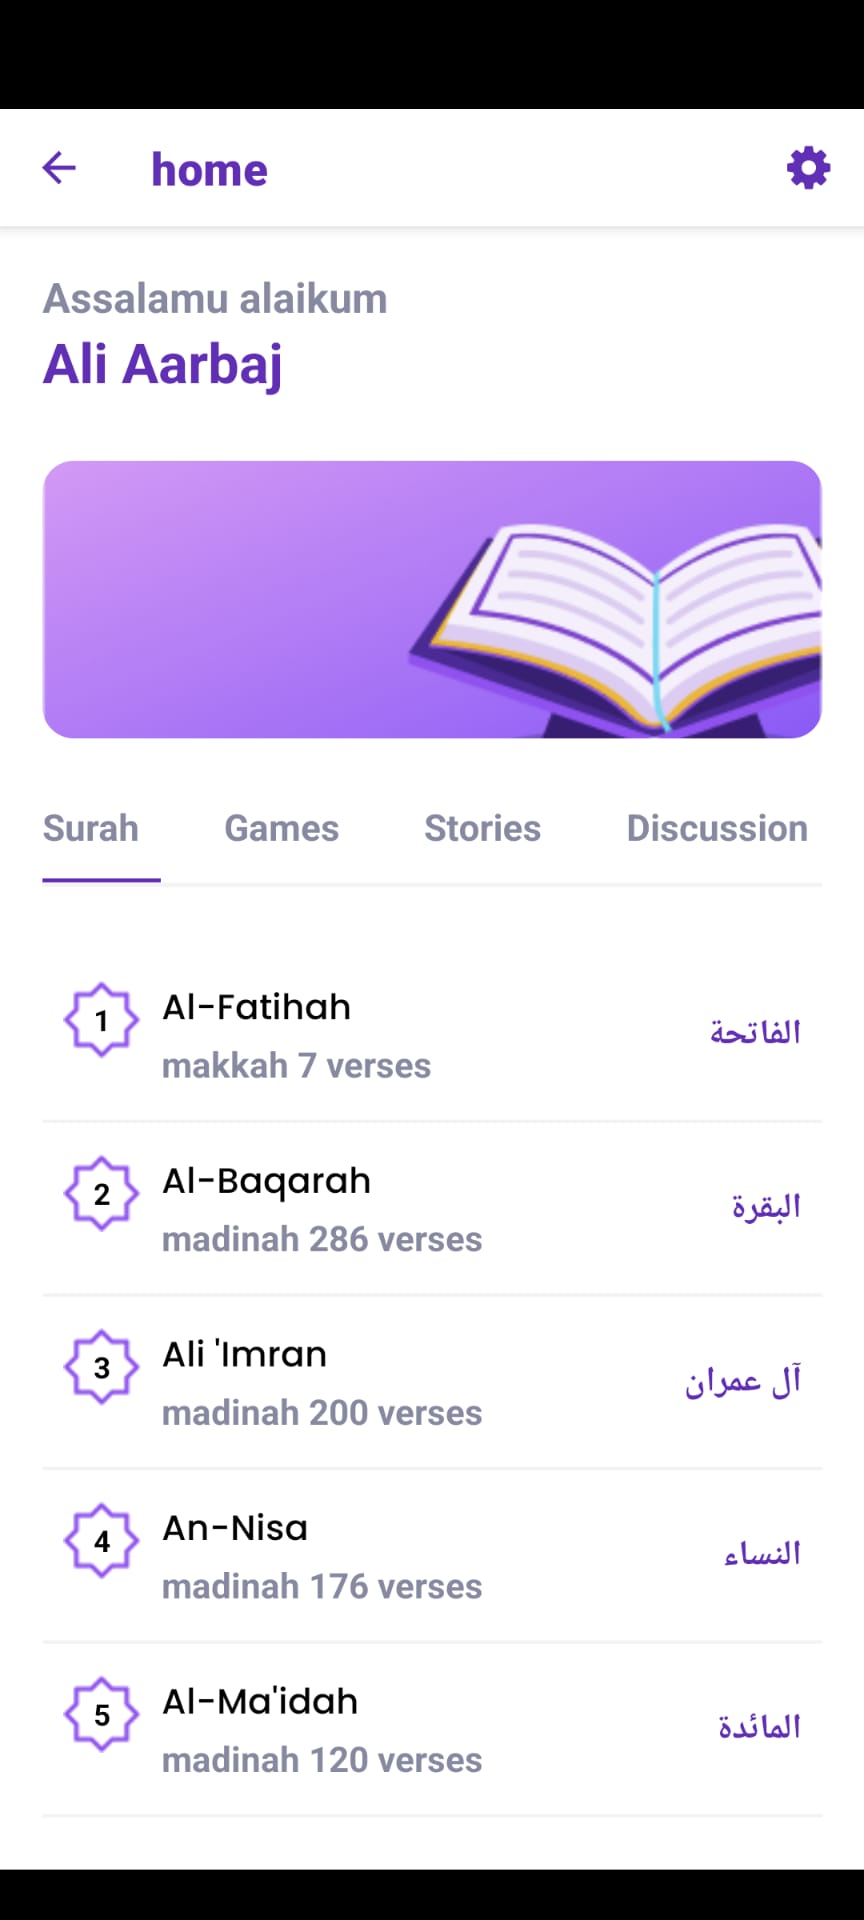 home
Assalamu alaikum
Ali Aarbaj
Surah Games Stories Discussion
1 Al-Fatihah
makkah 7 verses
الفاتحة
2 Al-Baqarah
madinah 286 verses
البقرة
3 Ali 'Imran
madinah 200 verses
آل عمران
4 An-Nisa
madinah 176 verses
النساء
5 Al-Ma'idah
madinah 120 verses
المائدة